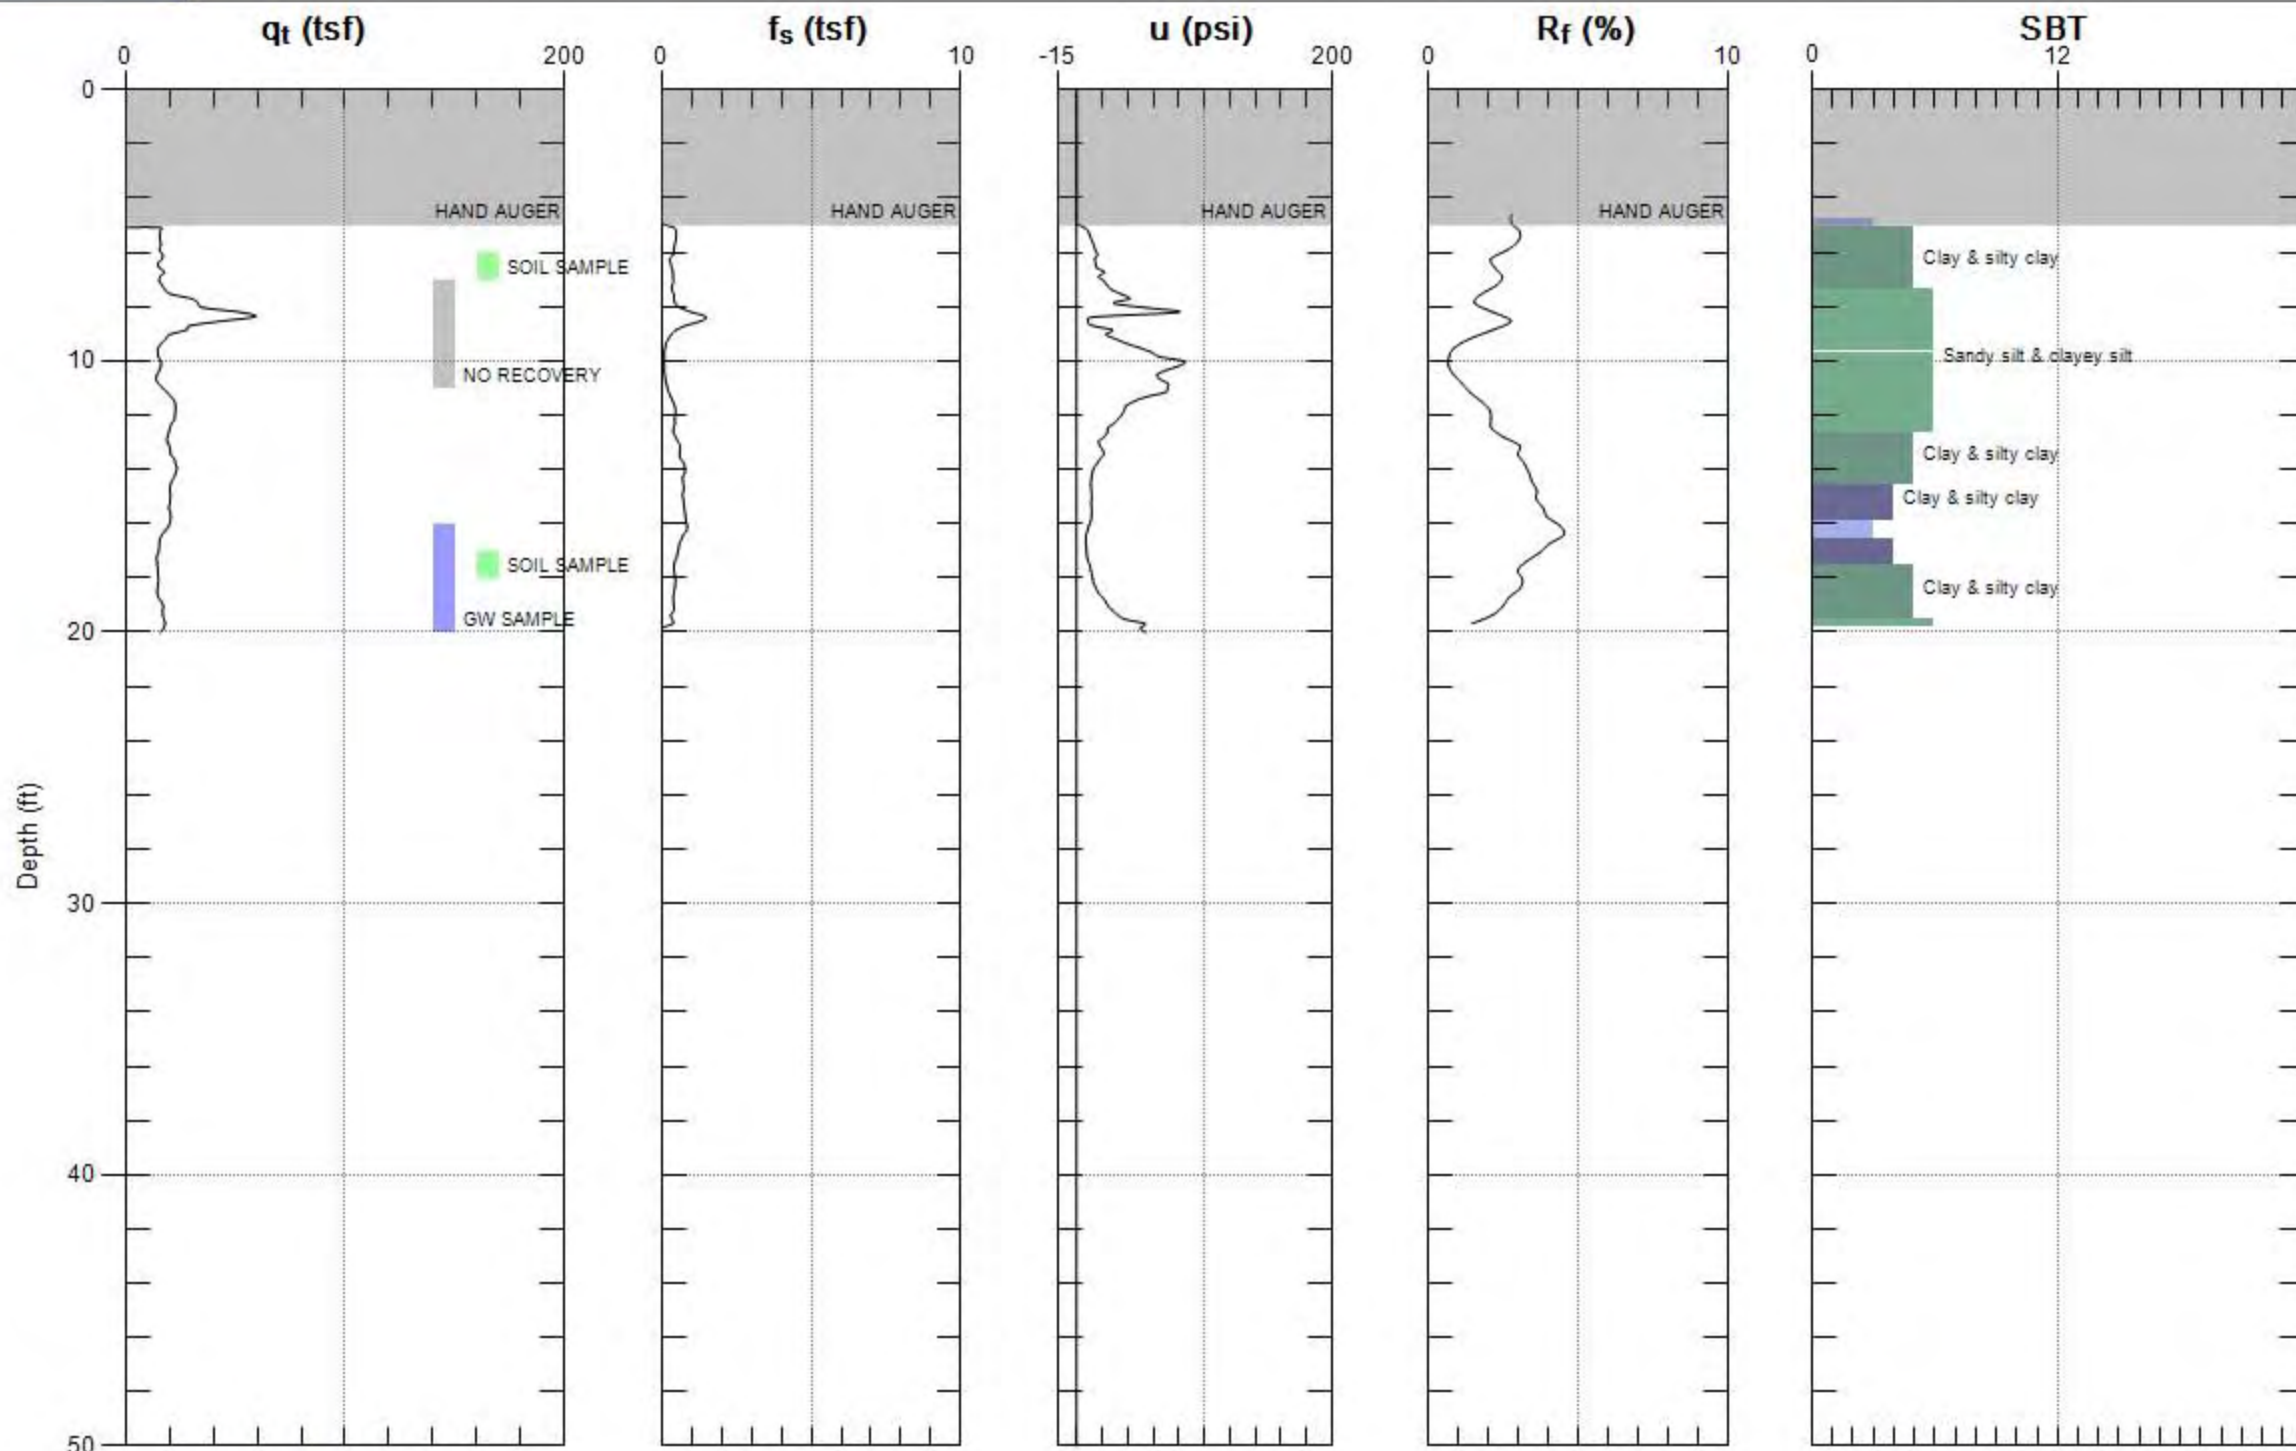 qt (tsf) fs (tsf) u (psi) Rf (%) SBT
0 200 0 10 -15 200 0 10 0 12
0
HAND AUGER HAND AUGER HAND AUGER HAND AUGER
Clay & silty clay
SOIL SAMPLE
Sandy silt & clayey silt
10
NO RECOVERY
Clay & silty clay
Clay & silty clay
SOIL SAMPLE
Clay & silty clay
GW SAMPLE
20
Depth (ft)
30
40
50